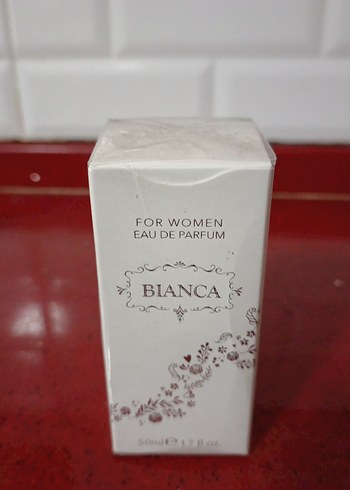 FOR WOMEN
EAU DE PARFUM
BIANCA
50ml ℮ 1.7 fl oz.